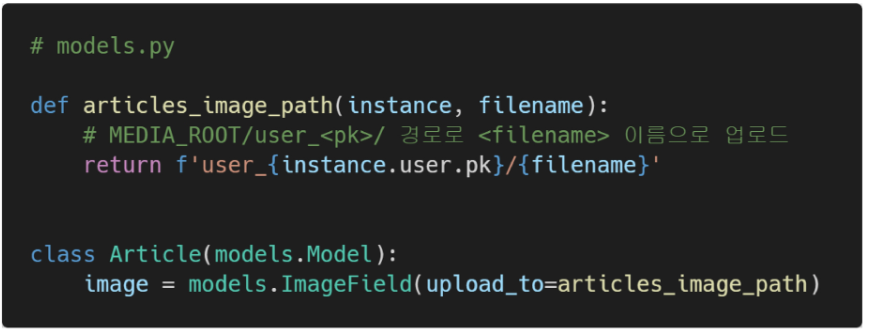 # models.py
def articles_image_path(instance, filename):
    # MEDIA_ROOT/user_<pk>/ 경로로 <filename> 이름으로 업로드
    return f'user_{instance.user.pk}/{filename}'
class Article(models.Model):
    image = models.ImageField(upload_to=articles_image_path)